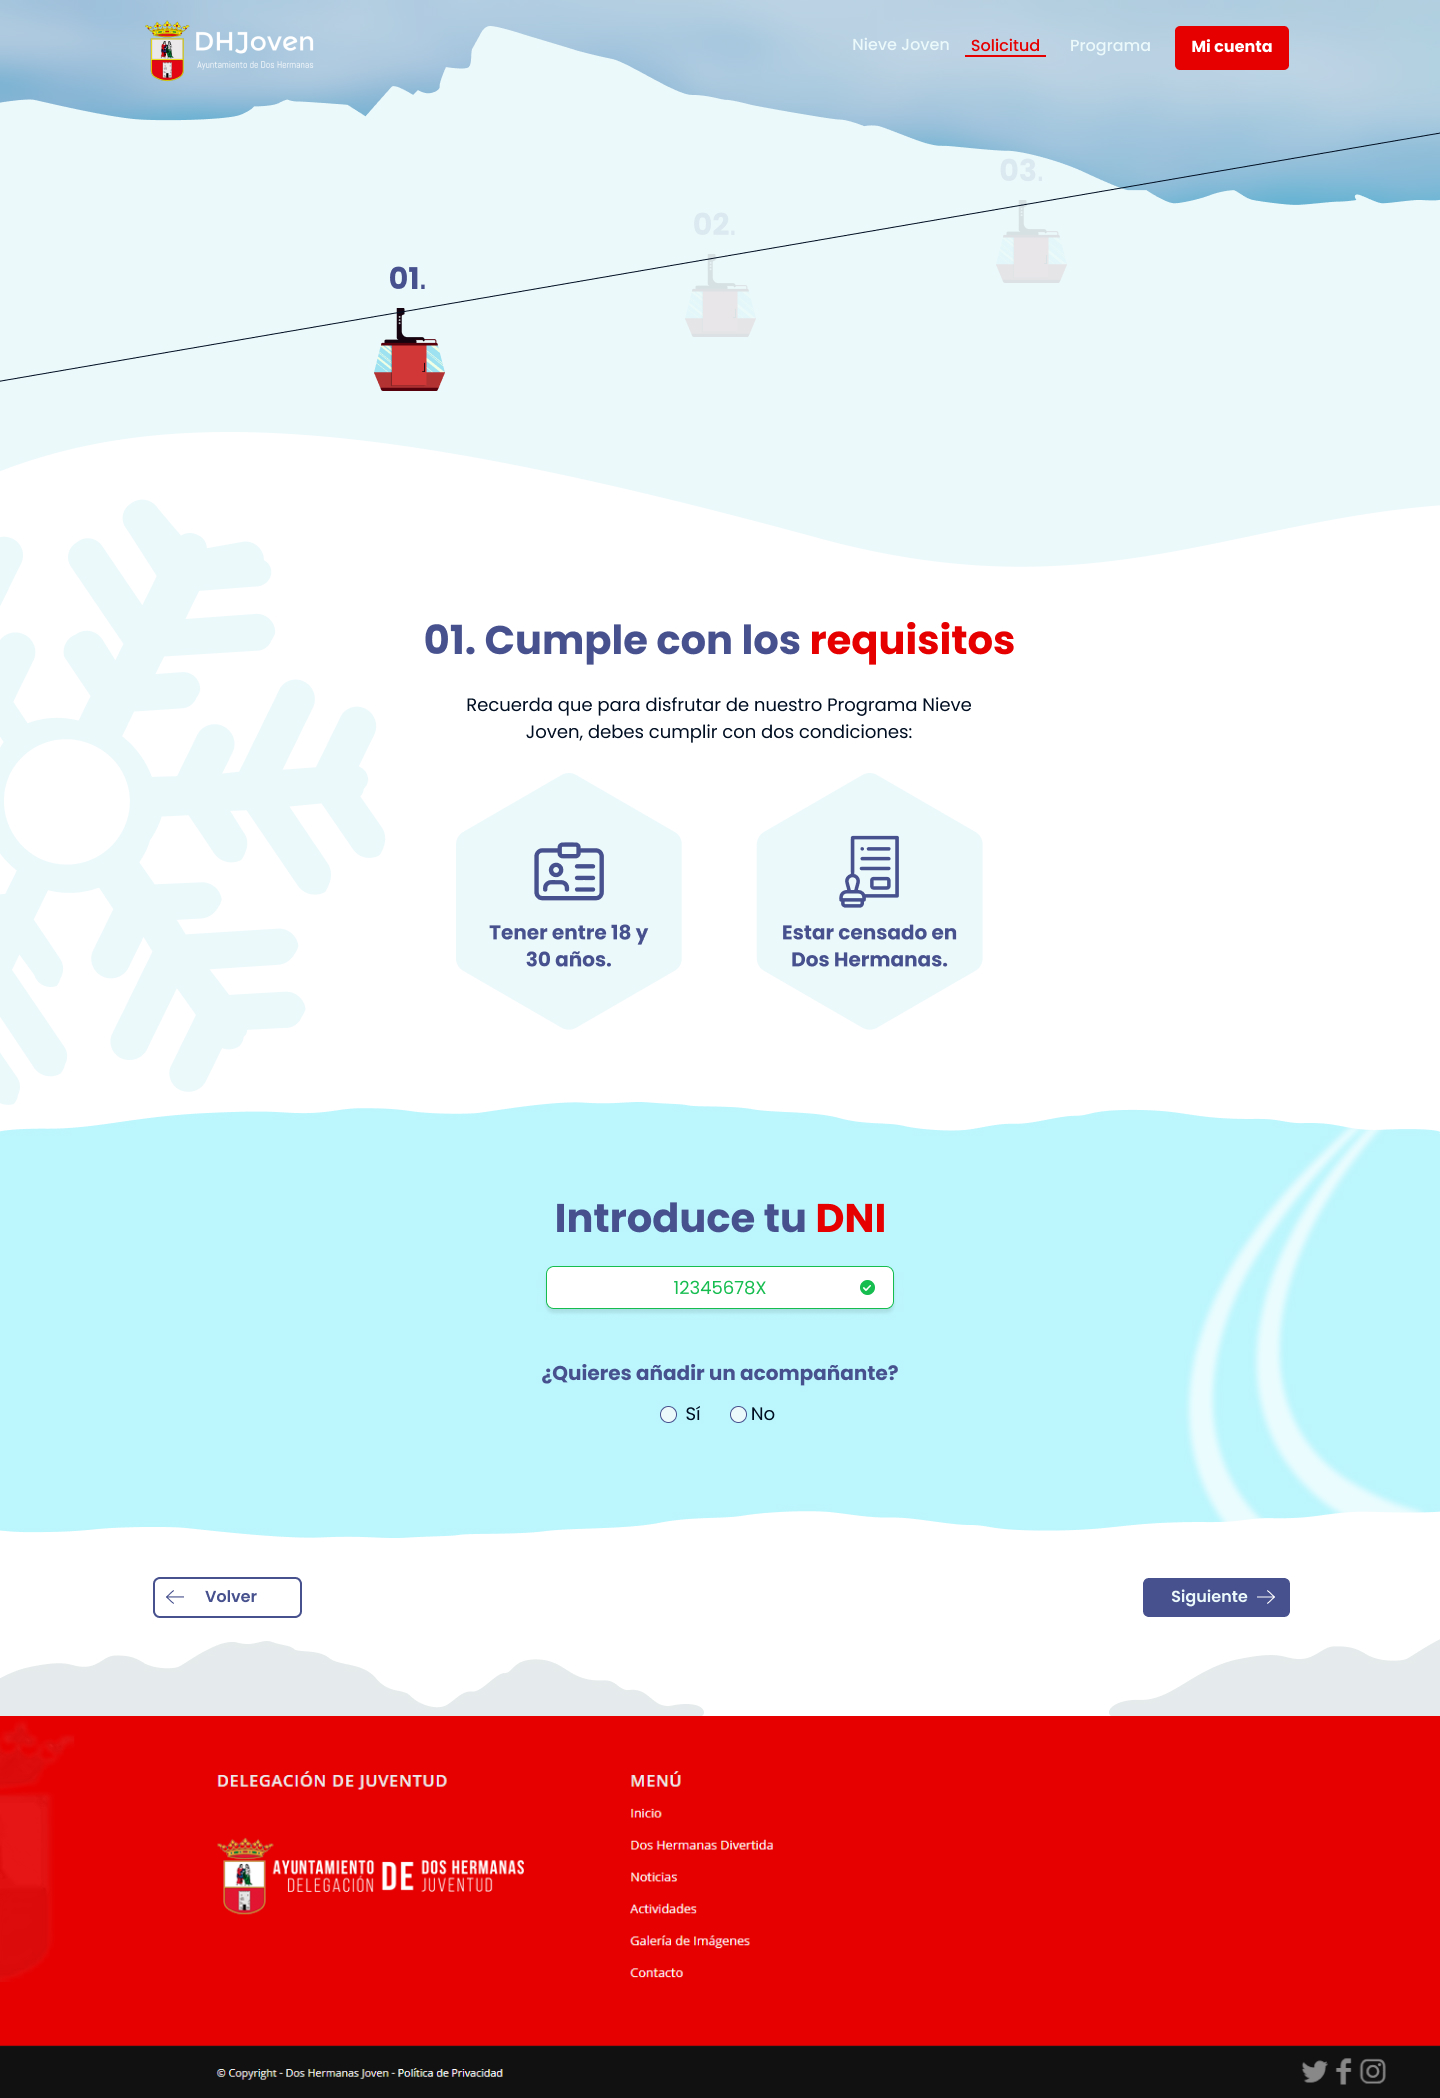 DHJoven
Ayuntamiento de Dos Hermanas
Nieve Joven
Solicitud
Programa
Mi cuenta
03.
02.
01.
01. Cumple con los requisitos
Recuerda que para disfrutar de nuestro Programa Nieve
Joven, debes cumplir con dos condiciones:
Tener entre 18 y
30 años.
Estar censado en
Dos Hermanas.
Introduce tu DNI
12345678X
¿Quieres añadir un acompañante?
Sí
No
Volver
Siguiente
DELEGACIÓN DE JUVENTUD
AYUNTAMIENTO DE DOS HERMANAS
DELEGACIÓN JUVENTUD
MENÚ
Inicio
Dos Hermanas Divertida
Noticias
Actividades
Galería de Imágenes
Contacto
© Copyright - Dos Hermanas Joven - Política de Privacidad